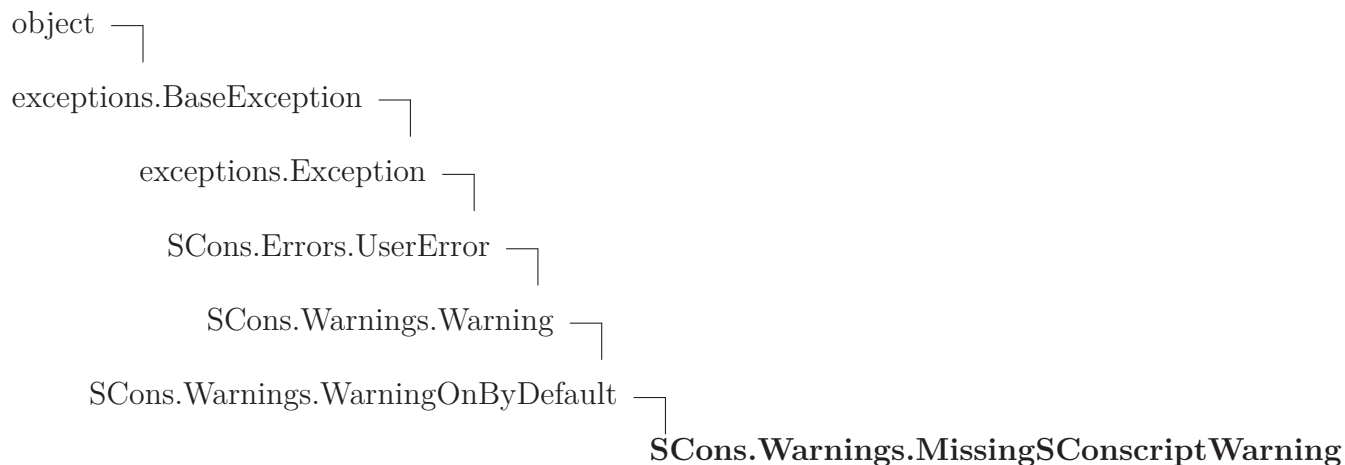 object
exceptions.BaseException
exceptions.Exception
SCons.Errors.UserError
SCons.Warnings.Warning
SCons.Warnings.WarningOnByDefault
SCons.Warnings.MissingSConscriptWarning